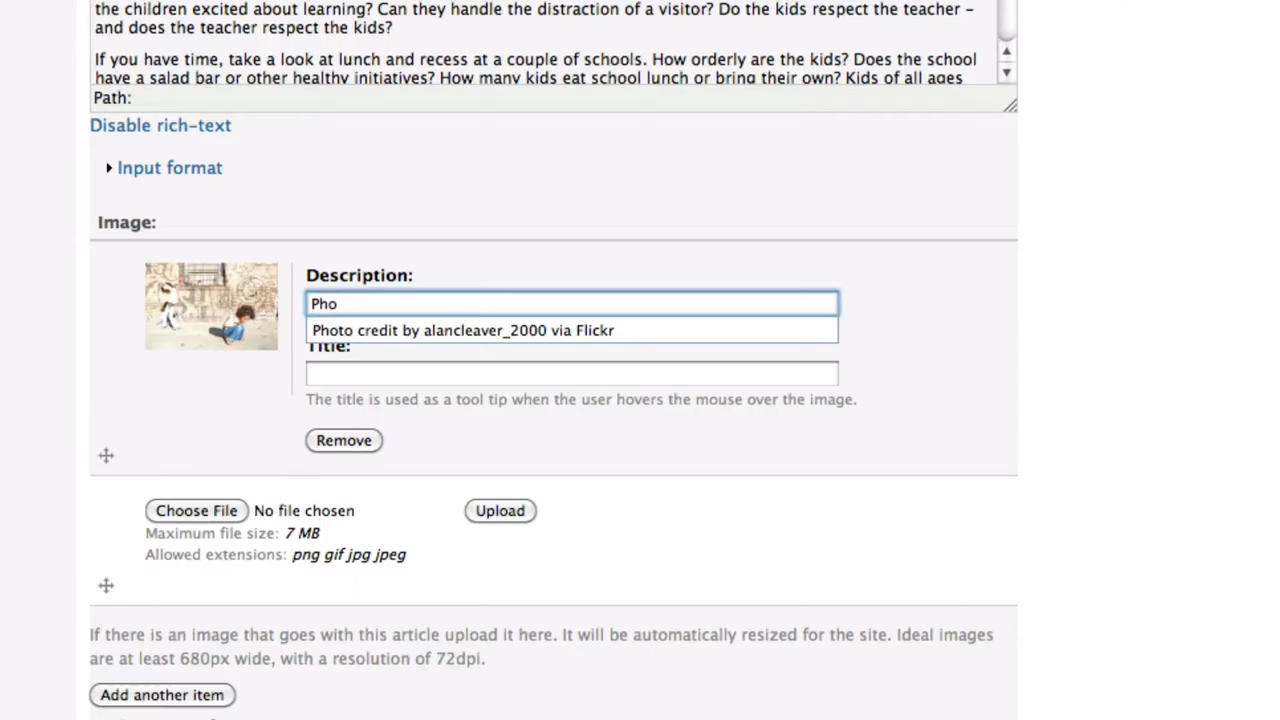 the children excited about learning? Can they handle the distraction of a visitor? Do the kids respect the teacher –
and does the teacher respect the kids?
If you have time, take a look at lunch and recess at a couple of schools. How orderly are the kids? Does the school
have a salad bar or other healthy initiatives? How many kids eat school lunch or bring their own? Kids of all ages
Path:
Disable rich-text
Input format
Image:
Description:
Pho
Photo credit by alancleaver_2000 via Flickr
Title:
The title is used as a tool tip when the user hovers the mouse over the image.
Remove
Choose File No file chosen Upload
Maximum file size: 7 MB
Allowed extensions: png gif jpg jpeg
If there is an image that goes with this article upload it here. It will be automatically resized for the site. Ideal images
are at least 680px wide, with a resolution of 72dpi.
Add another item